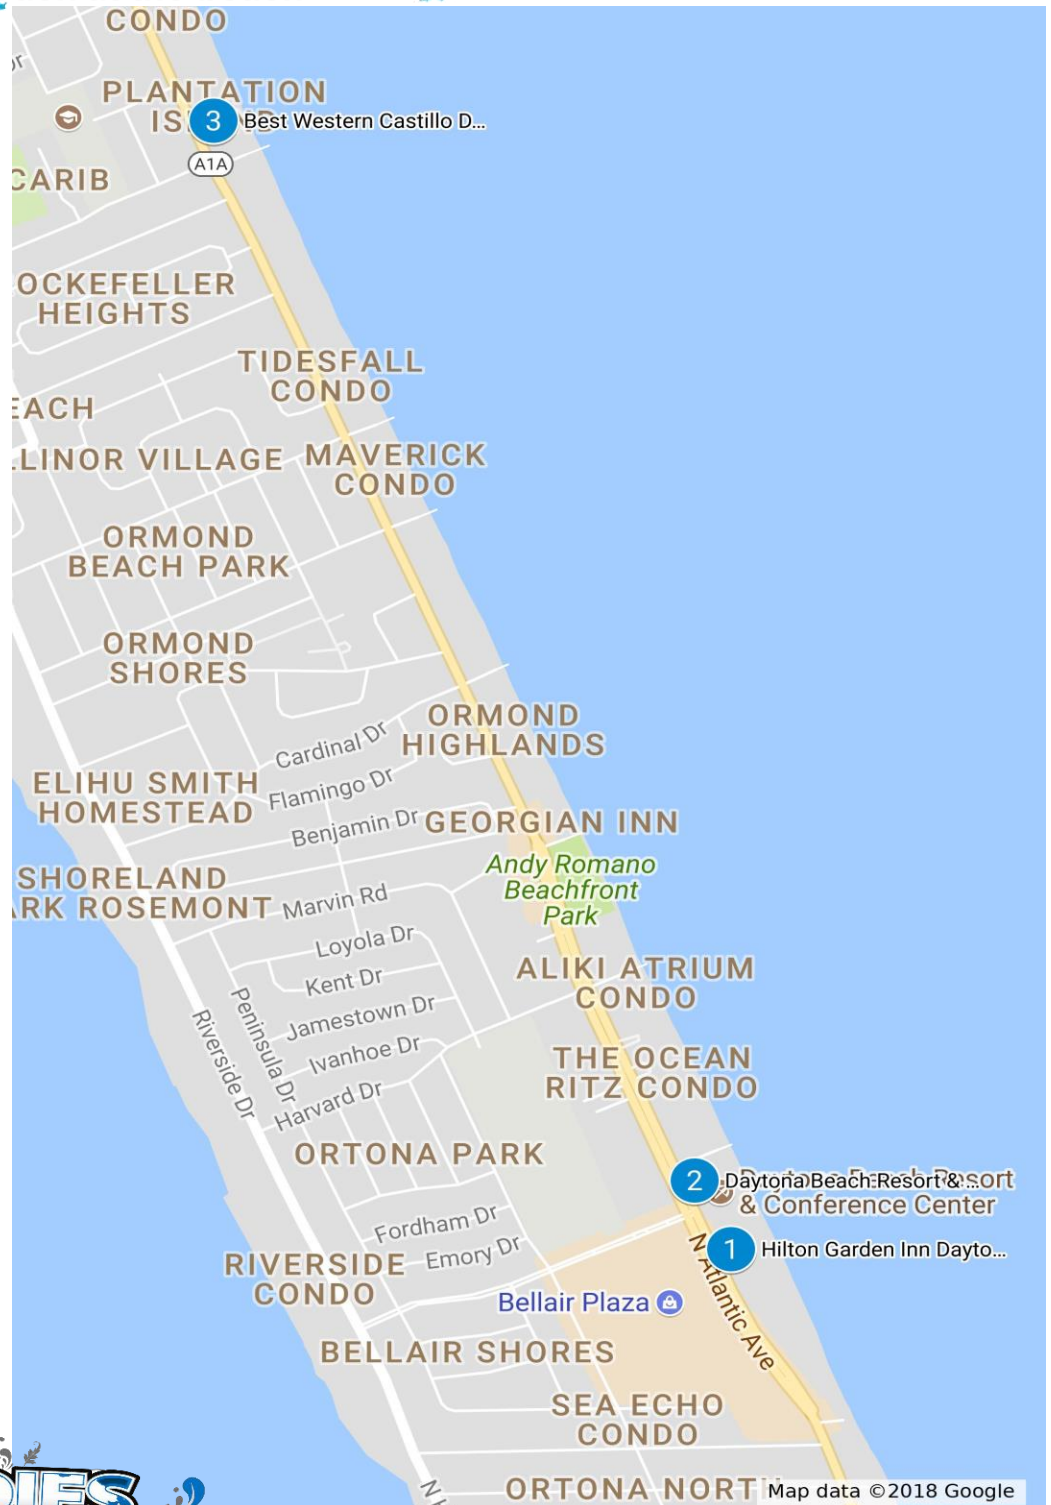 CONDO
PLANTATION
3
Best Western Castillo D...
A1A
CARIB
OCKEFELLER
HEIGHTS
TIDESFALL
CONDO
EACH
LLINOR VILLAGE
MAVERICK
CONDO
ORMOND
BEACH PARK
ORMOND
SHORES
ORMOND
HIGHLANDS
Cardinal Dr
ELIHU SMITH
HOMESTEAD
Flamingo Dr
Benjamin Dr
GEORGIAN INN
Andy Romano
Beachfront
Park
SHORELAND
ARK ROSEMONT
Marvin Rd
Loyola Dr
ALIKI ATRIUM
CONDO
Kent Dr
Jamestown Dr
Peninsula Dr
Riverside Dr
Ivanhoe Dr
THE OCEAN
RITZ CONDO
Harvard Dr
ORTONA PARK
2
Daytona Beach Resort & ...
& Conference Center
Fordham Dr
Emory Dr
1
Hilton Garden Inn Dayto...
N Atlantic Ave
RIVERSIDE
CONDO
Bellair Plaza
BELLAIR SHORES
SEA ECHO
CONDO
ORTONA NORTH
Map data ©2018 Google